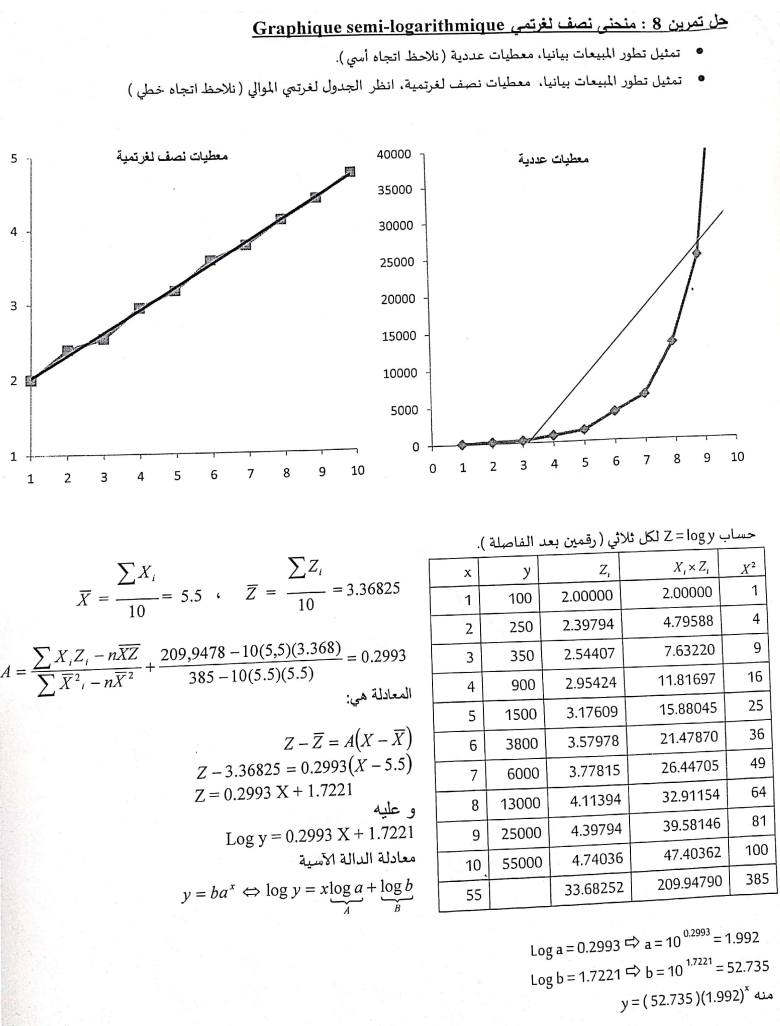 حل تمرين 8 : منحنى نصف لغرتمي Graphique semi-logarithmique
• تمثيل تطور المبيعات بيانيا، معطيات عددية (نلاحظ اتجاه أسي).
• تمثيل تطور المبيعات بيانيا، معطيات نصف لغرتمية، انظر الجدول لغرتمي الموالي (نلاحظ اتجاه خطي)
معطيات عددية
40000
35000
30000
25000
20000
15000
10000
5000
0
0 1 2 3 4 5 6 7 8 9 10
معطيات نصف لغرتمية
5
4
3
2
1
1 2 3 4 5 6 7 8 9 10
حساب Z = log y لكل ثلاثي (رقمين بعد الفاصلة).
x y Zᵢ Xᵢ × Zᵢ X²
1 100 2.00000 2.00000 1
2 250 2.39794 4.79588 4
3 350 2.54407 7.63220 9
4 900 2.95424 11.81697 16
5 1500 3.17609 15.88045 25
6 3800 3.57978 21.47870 36
7 6000 3.77815 26.44705 49
8 13000 4.11394 32.91154 64
9 25000 4.39794 39.58146 81
10 55000 4.74036 47.40362 100
55 33.68252 209.94790 385
X̄ = ∑Xᵢ / 10 = 5.5 ، Z̄ = ∑Zᵢ / 10 = 3.36825
A = (∑XᵢZᵢ − nX̄Z̄) / (∑X̄²ᵢ − nX̄²) + (209,9478 − 10(5,5)(3.368)) / (385 − 10(5.5)(5.5)) = 0.2993
المعادلة هي:
Z − Z̄ = A(X − X̄)
Z − 3.36825 = 0.2993(X − 5.5)
Z = 0.2993 X + 1.7221
و عليه
Log y = 0.2993 X + 1.7221
معادلة الدالة الآسية
y = baˣ ⇔ log y = x log a + log b
A B
Log a = 0.2993 ⇨ a = 10^0.2993 = 1.992
Log b = 1.7221 ⇨ b = 10^1.7221 = 52.735
منه y = ( 52.735 )(1.992)ˣ